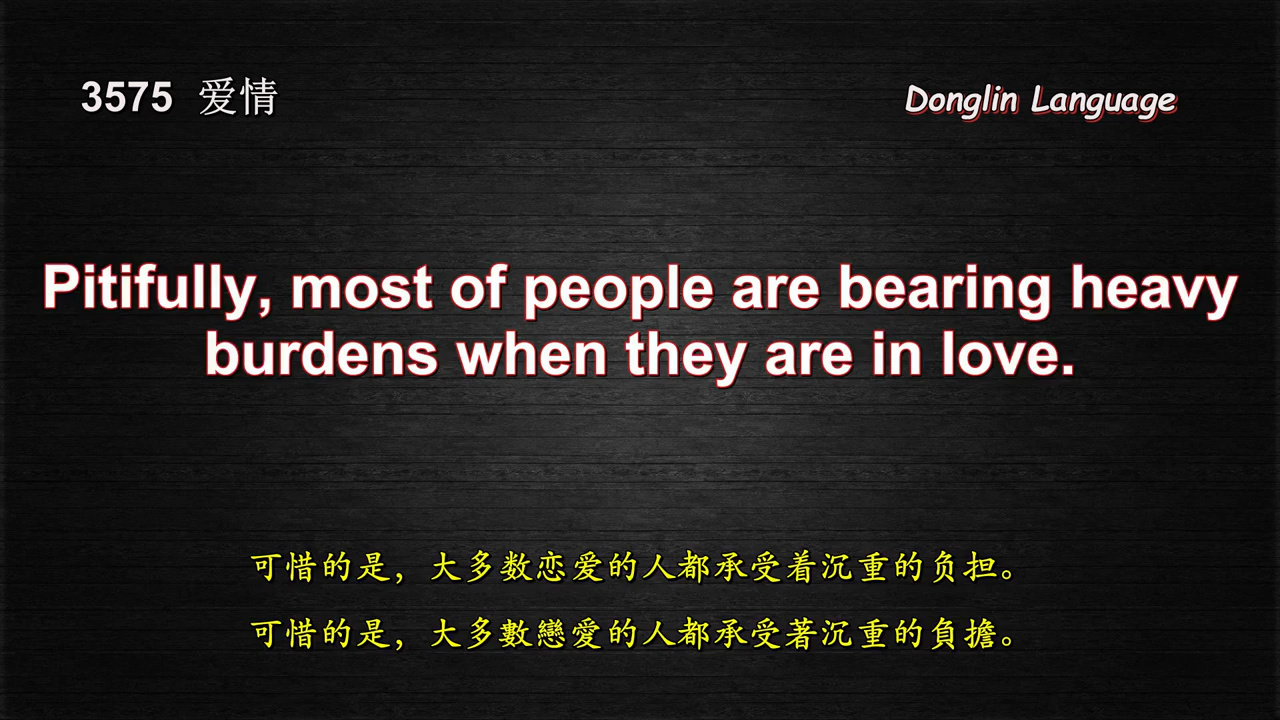 3575 爱情
Donglin Language
Pitifully, most of people are bearing heavy
burdens when they are in love.
可惜的是，大多数恋爱的人都承受着沉重的负担。
可惜的是，大多數戀愛的人都承受著沉重的負擔。